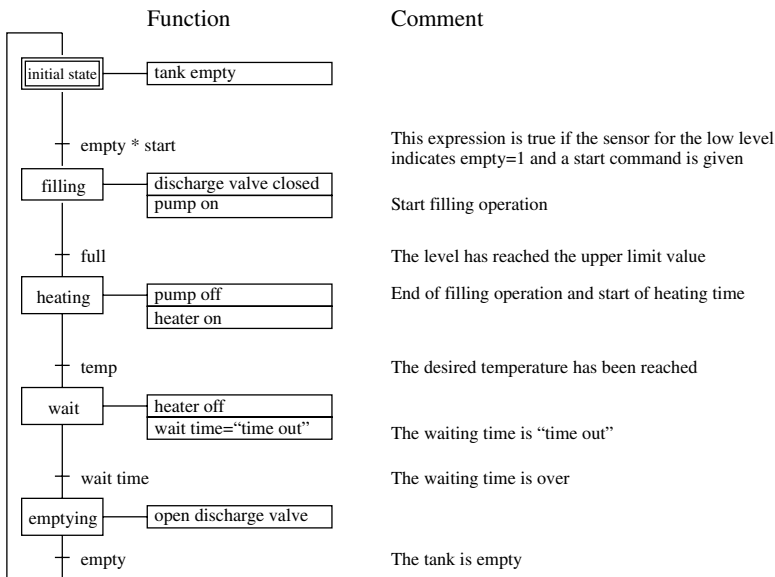 Function Comment
initial state tank empty
empty * start This expression is true if the sensor for the low level
indicates empty=1 and a start command is given
filling discharge valve closed
pump on Start filling operation
full The level has reached the upper limit value
heating pump off End of filling operation and start of heating time
heater on
temp The desired temperature has been reached
wait heater off
wait time=“time out” The waiting time is “time out”
wait time The waiting time is over
emptying open discharge valve
empty The tank is empty